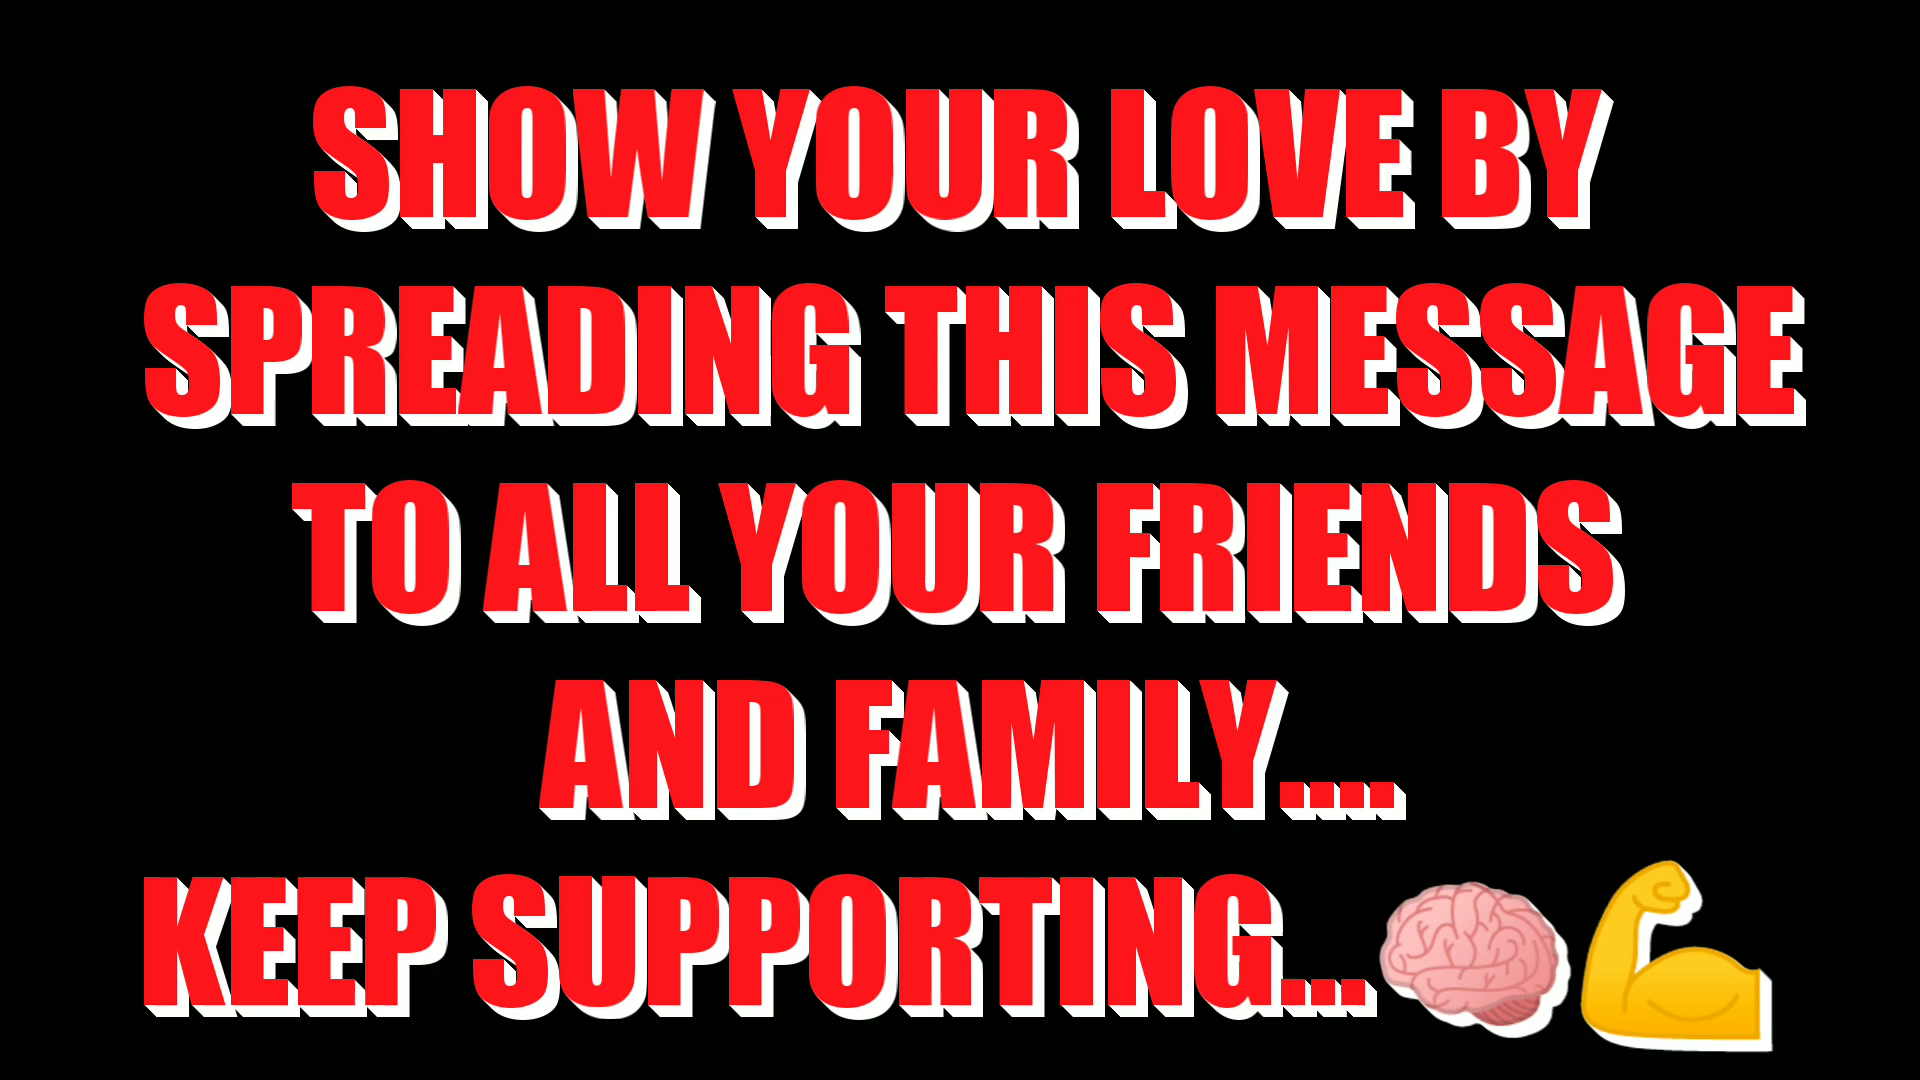 SHOW YOUR LOVE BY
SPREADING THIS MESSAGE
TO ALL YOUR FRIENDS
AND FAMILY....
KEEP SUPPORTING...🧠💪